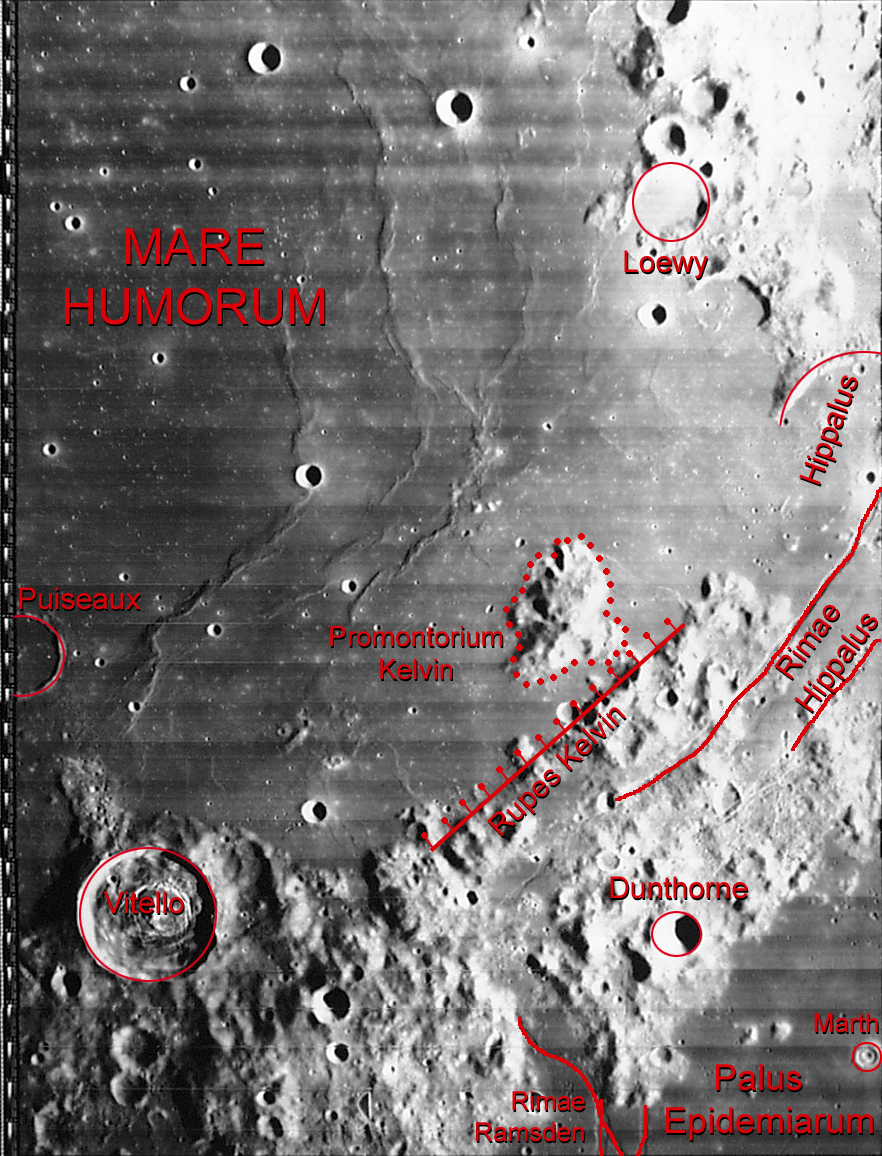 MARE
HUMORUM
Loewy
Hippalus
Puiseaux
Promontorium
Kelvin
Rimae
Hippalus
Rupes Kelvin
Vitello
Dunthorne
Marth
Palus
Epidemiarum
Rimae
Ramsden